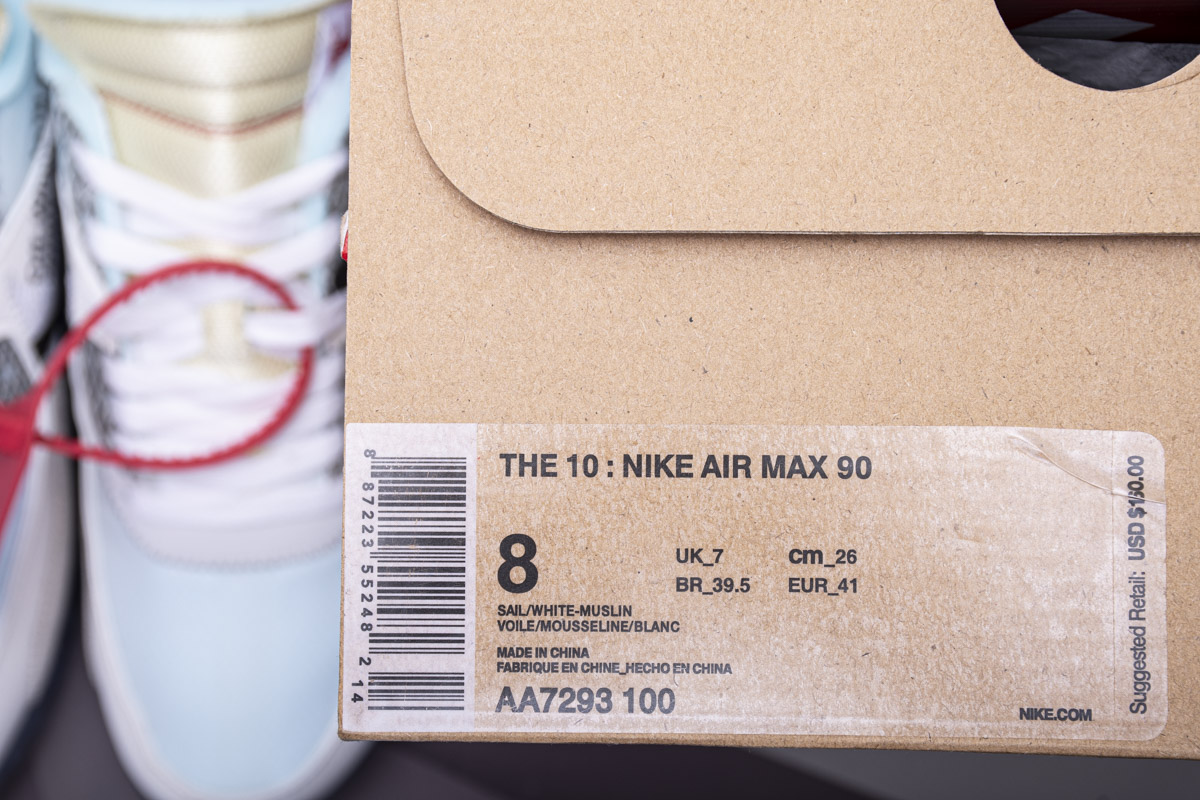 THE 10 : NIKE AIR MAX 90
8
UK_7
cm_26
BR_39.5
EUR_41
SAIL/WHITE-MUSLIN
VOILE/MOUSSELINE/BLANC
MADE IN CHINA
FABRIQUE EN CHINE_HECHO EN CHINA
AA7293 100
NIKE.COM
8 87223 55248 2 14
Suggested Retail: USD $160.00